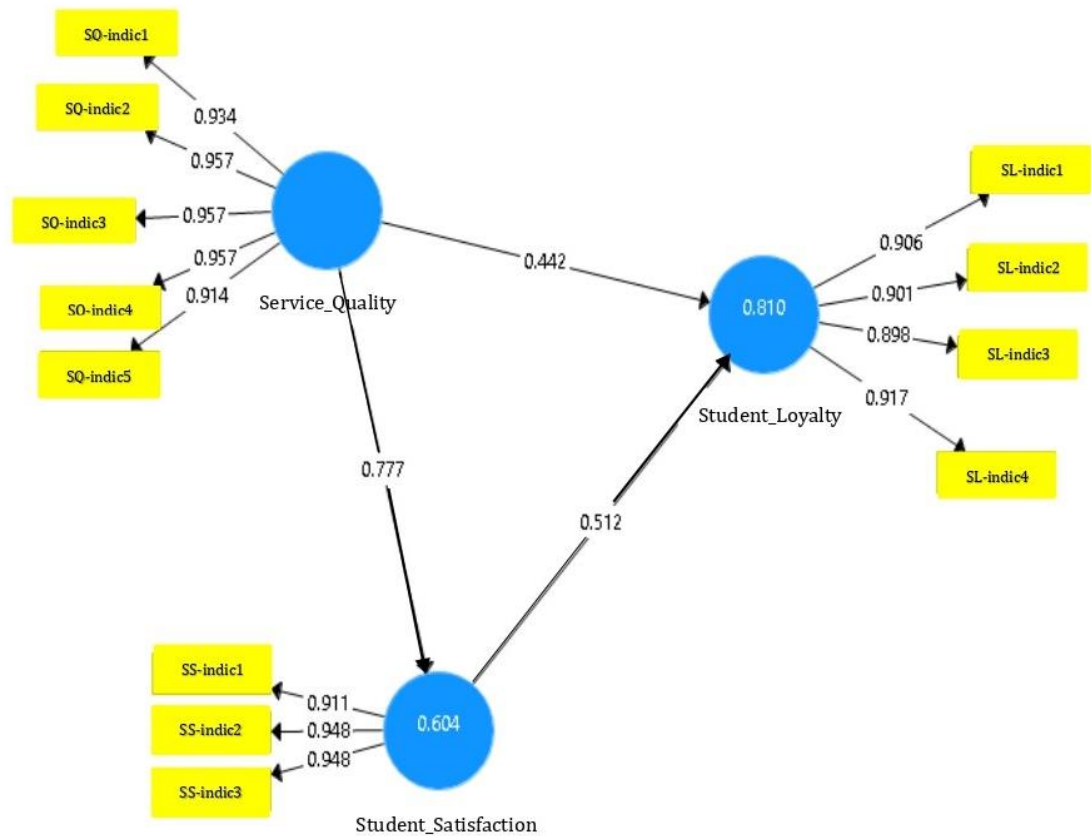 SQ-indic1
SQ-indic2
SQ-indic3
SO-indic4
SQ-indic5
0.934
0.957
0.957
0.957
0.914
Service_Quality
0.442
0.777
0.512
0.810
Student_Loyalty
0.906
0.901
0.898
0.917
SL-indic1
SL-indic2
SL-indic3
SL-indic4
SS-indic1
SS-indic2
SS-indic3
0.911
0.948
0.948
0.604
Student_Satisfaction